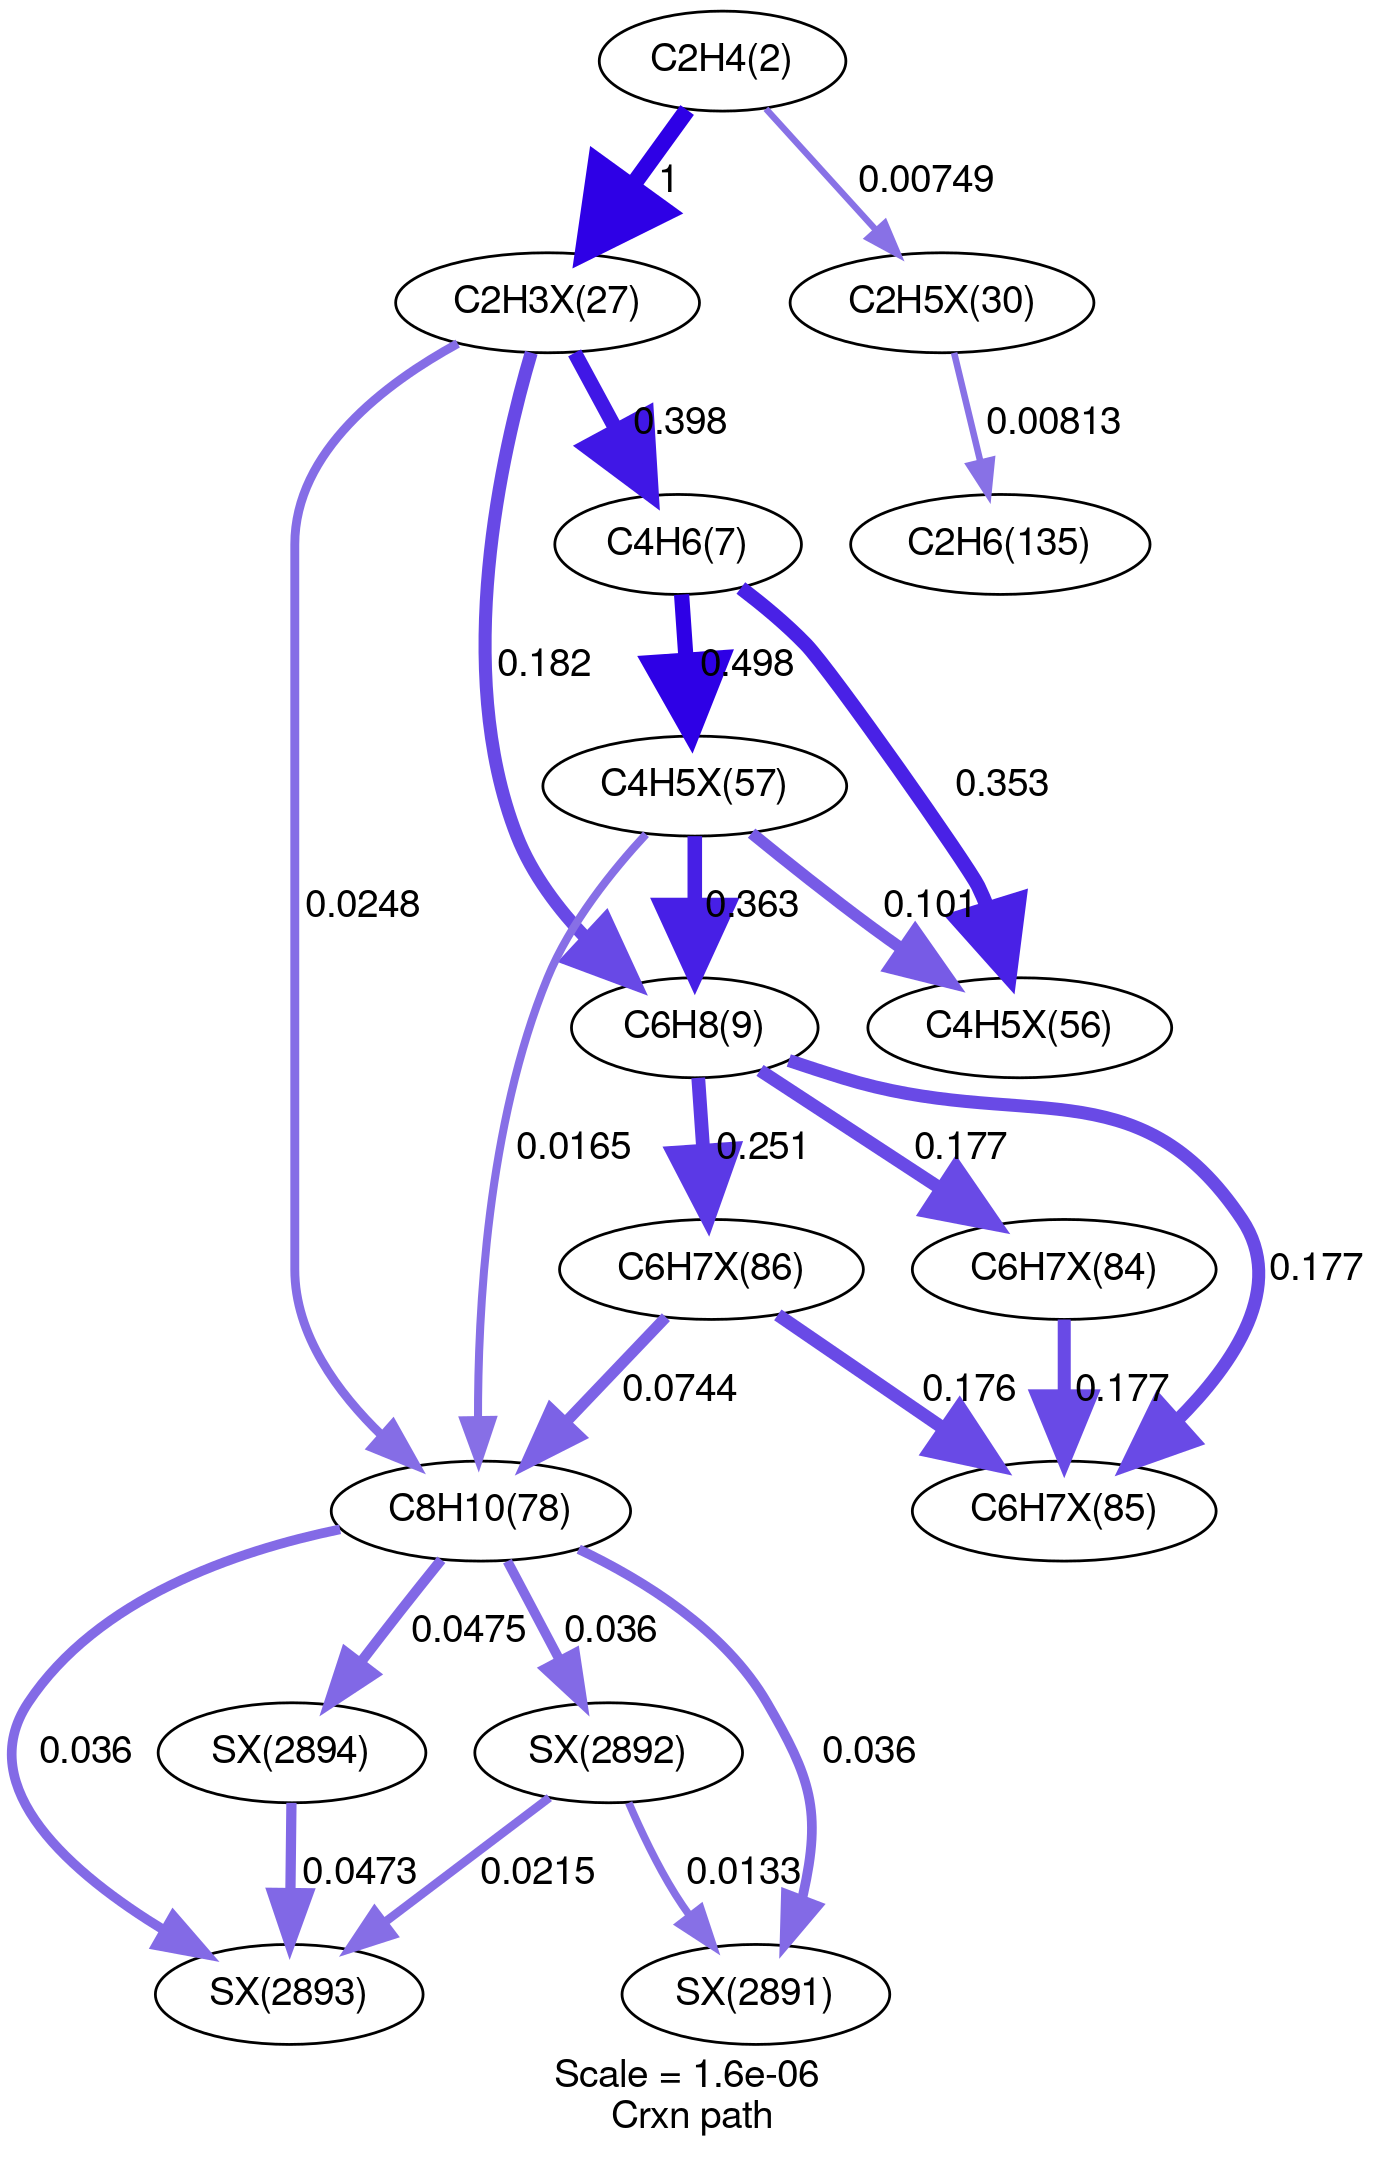 C2H4(2)
1
0.00749
C2H3X(27)
C2H5X(30)
0.398
0.00813
C4H6(7)
C2H6(135)
0.182
0.498
C4H5X(57)
0.353
0.0248
0.363
0.101
C6H8(9)
C4H5X(56)
0.0165
0.251
0.177
C6H7X(86)
C6H7X(84)
0.177
0.0744
0.176
0.177
C8H10(78)
C6H7X(85)
0.0475
0.036
0.036
SX(2894)
SX(2892)
0.036
0.0473
0.0215
0.0133
SX(2893)
SX(2891)
Scale = 1.6e-06
Crxn path